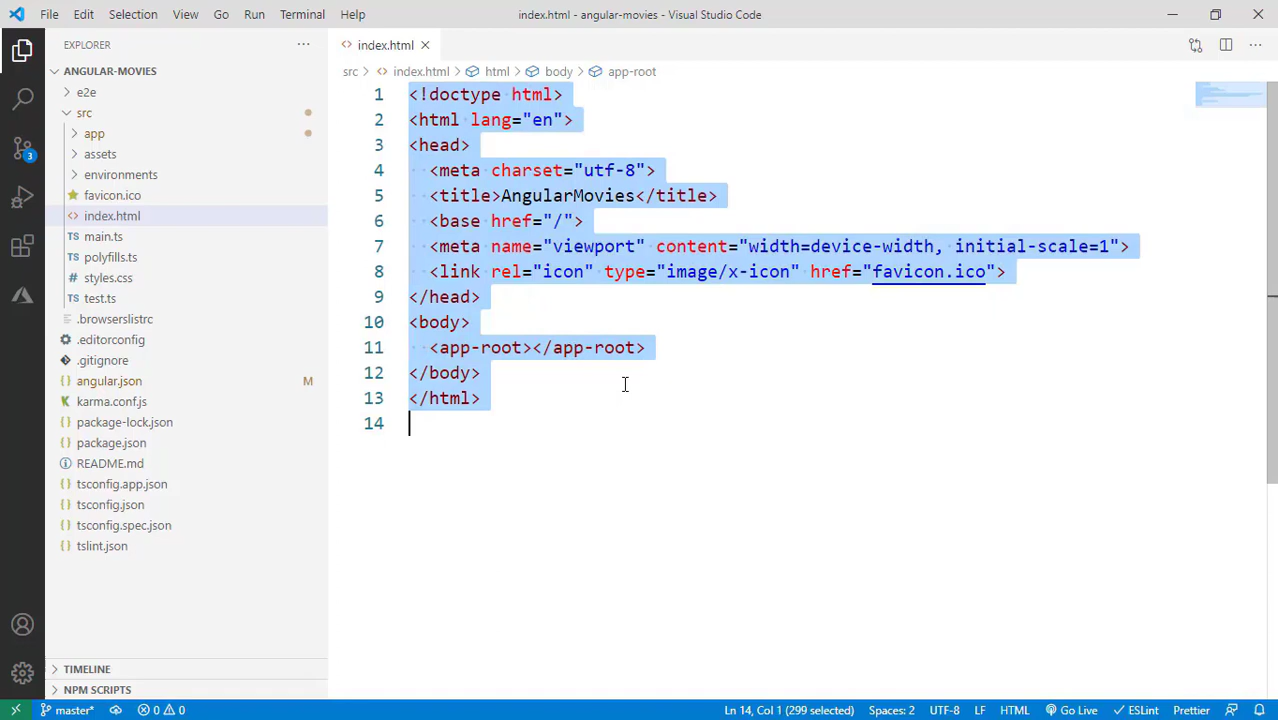 File Edit Selection View Go Run Terminal Help index.html - angular-movies - Visual Studio Code
EXPLORER
ANGULAR-MOVIES
e2e
src
app
assets
environments
favicon.ico
<> index.html
TS main.ts
TS polyfills.ts
# styles.css
TS test.ts
.browserslistrc
.editorconfig
.gitignore
{} angular.json M
karma.conf.js
{} package-lock.json
{} package.json
README.md
{} tsconfig.app.json
{} tsconfig.json
{} tsconfig.spec.json
{} tslint.json
TIMELINE
NPM SCRIPTS
3
<> index.html
src > <> index.html > html > body > app-root
1 <!doctype html>
2 <html lang="en">
3 <head>
4 <meta charset="utf-8">
5 <title>AngularMovies</title>
6 <base href="/">
7 <meta name="viewport" content="width=device-width, initial-scale=1">
8 <link rel="icon" type="image/x-icon" href="favicon.ico">
9 </head>
10 <body>
11 <app-root></app-root>
12 </body>
13 </html>
14
master* 0 0 Ln 14, Col 1 (299 selected) Spaces: 2 UTF-8 LF HTML Go Live ESLint Prettier